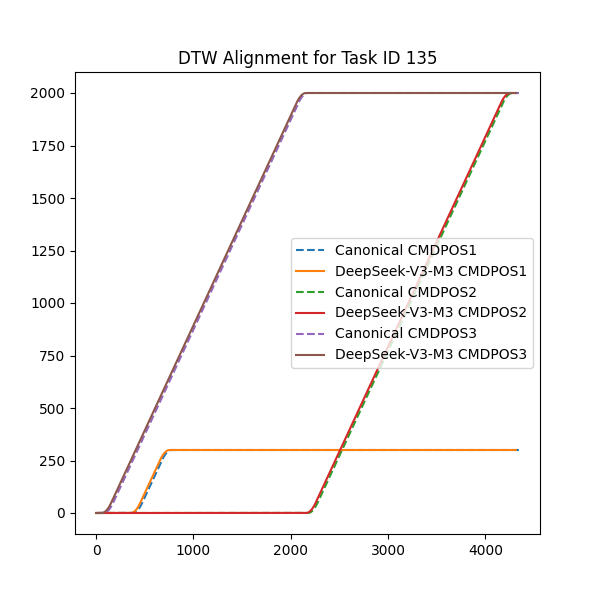 DTW Alignment for Task ID 135
2000
1750
1500
1250
1000
750
500
250
0
Canonical CMDPOS1
DeepSeek-V3-M3 CMDPOS1
Canonical CMDPOS2
DeepSeek-V3-M3 CMDPOS2
Canonical CMDPOS3
DeepSeek-V3-M3 CMDPOS3
0 1000 2000 3000 4000